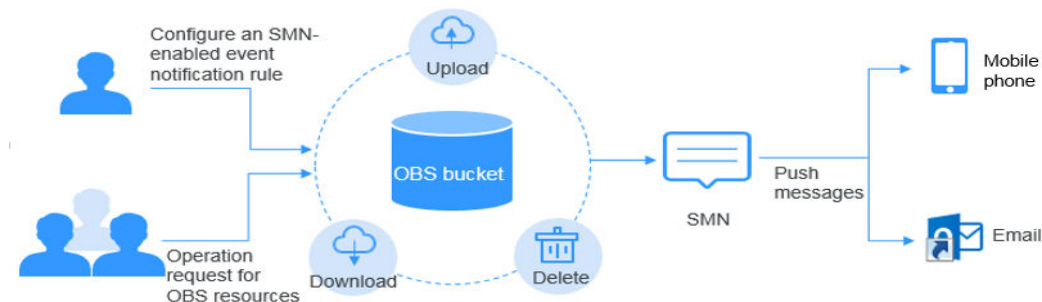 Configure an SMN-
enabled event
notification rule
Upload
OBS bucket
Download
Delete
Operation
request for
OBS resources
SMN
Push
messages
Mobile
phone
Email